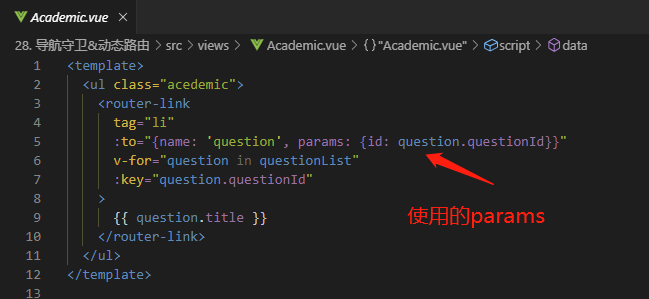 Academic.vue
28. 导航守卫&动态路由 > src > views > Academic.vue > {} "Academic.vue" > script > data
1 <template>
2 <ul class="acedemic">
3 <router-link
4 tag="li"
5 :to="{name: 'question', params: {id: question.questionId}}"
6 v-for="question in questionList"
7 :key="question.questionId"
8 >
9 {{ question.title }}
使用的params
10 </router-link>
11 </ul>
12 </template>
13